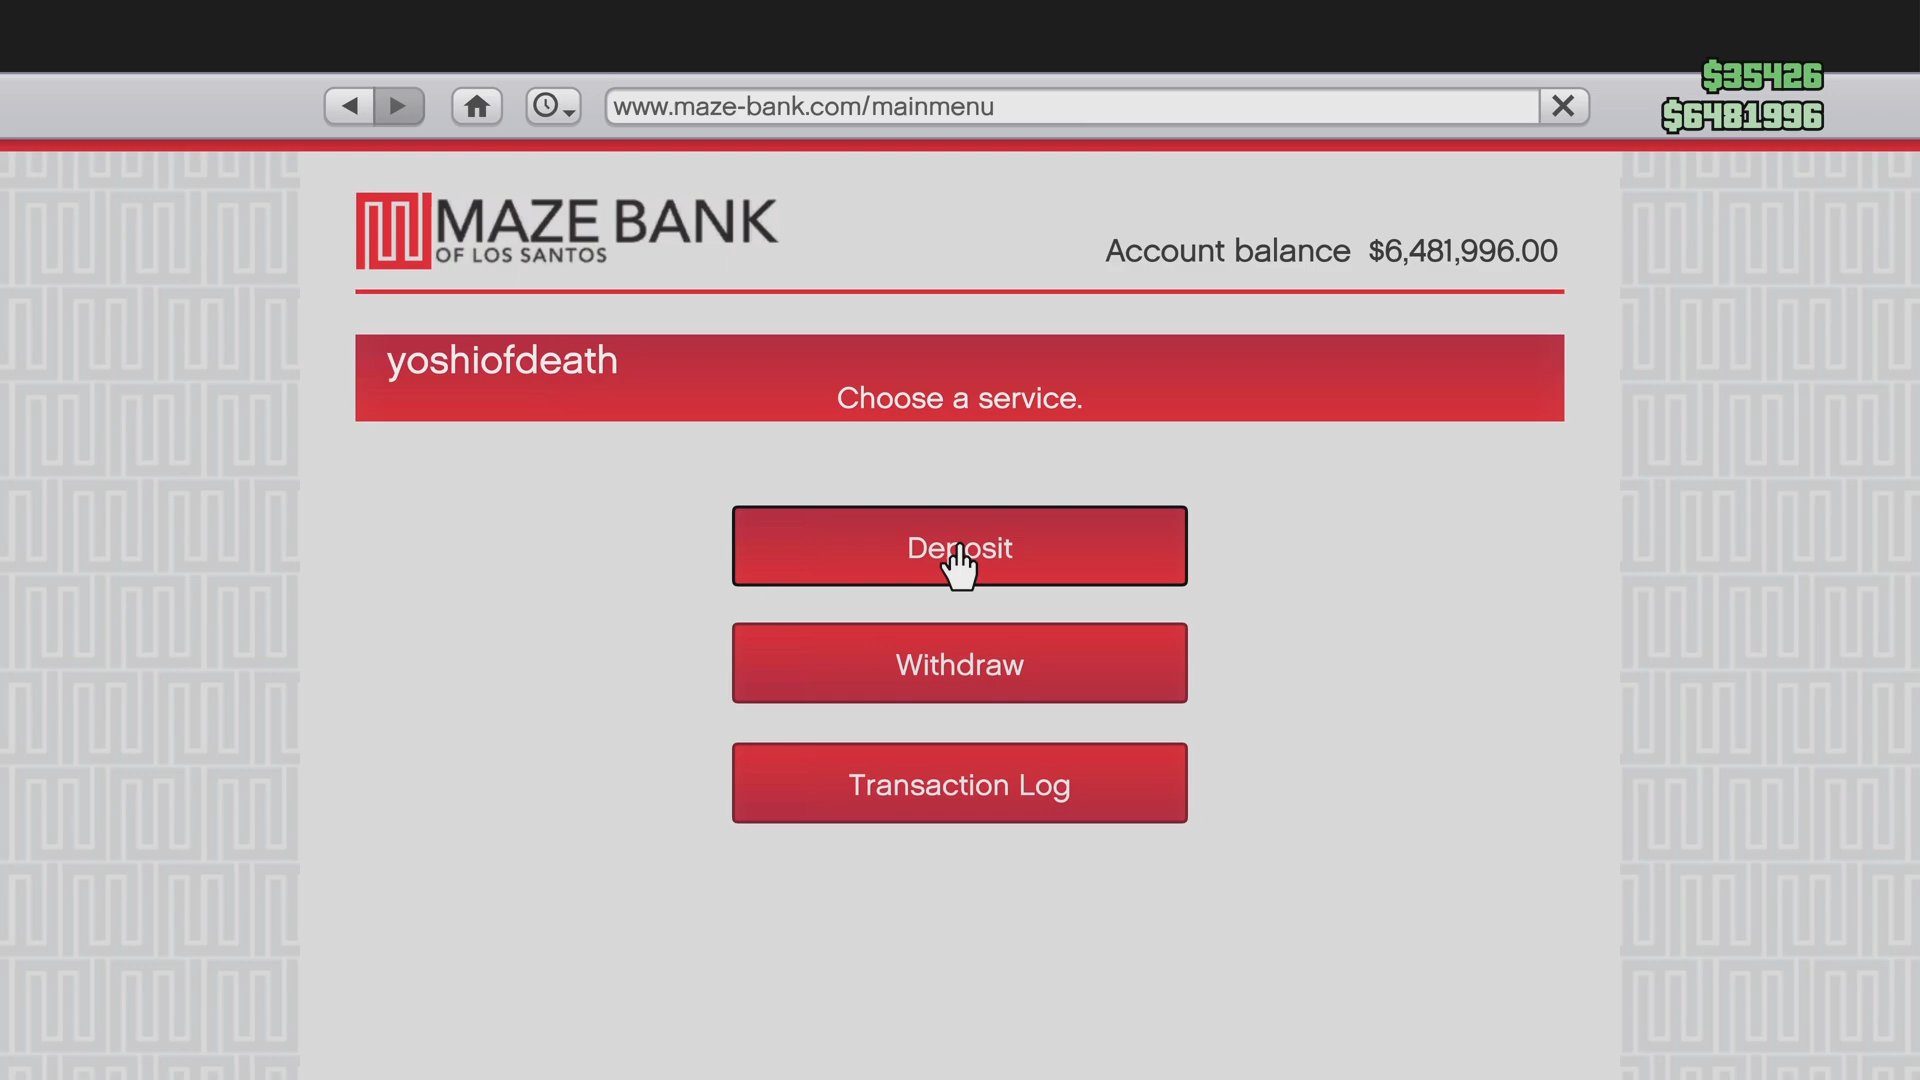 $35426
www.maze-bank.com/mainmenu
$6481996
MAZE BANK
OF LOS SANTOS
Account balance $6,481,996.00
yoshiofdeath
Choose a service.
Deposit
Withdraw
Transaction Log